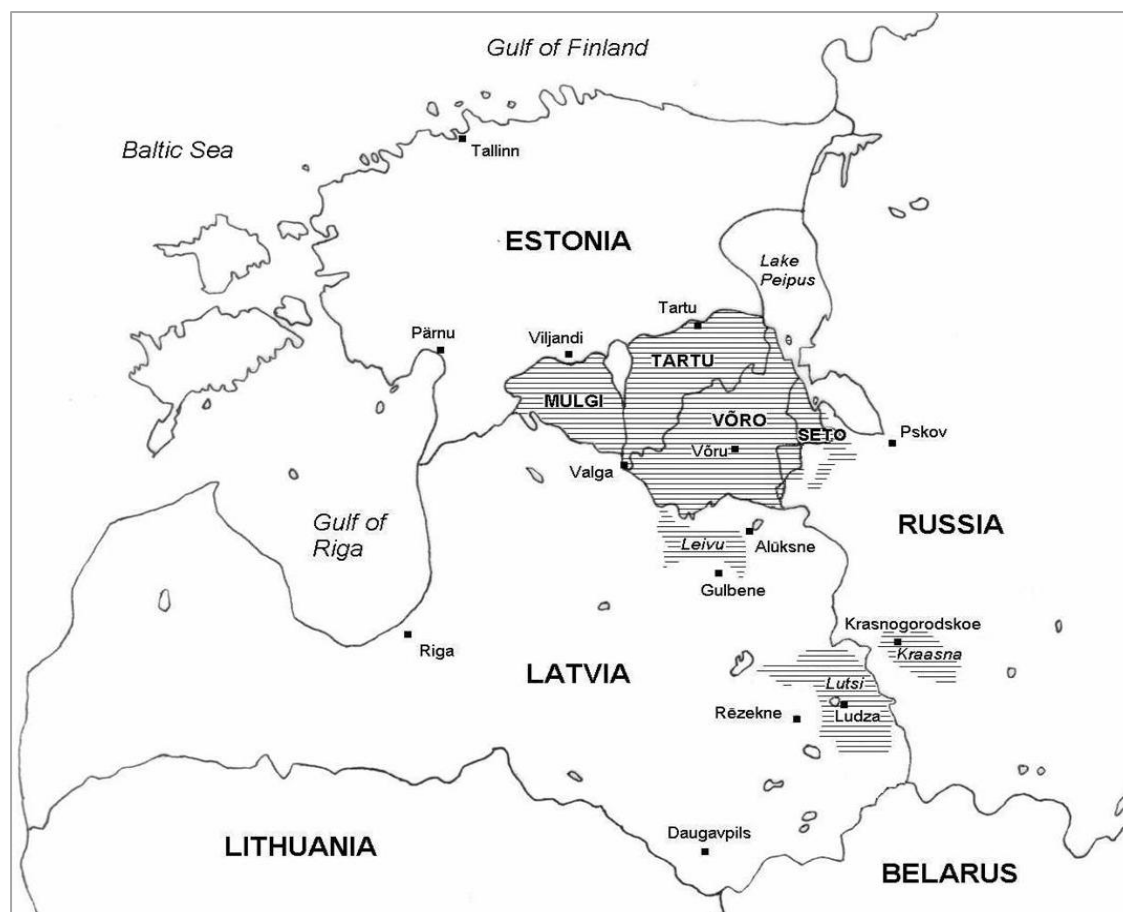 Gulf of Finland
Baltic Sea
Tallinn
ESTONIA
Lake
Peipus
Tartu
Pärnu
Viljandi
TARTU
MULGI
VÕRO
SETO
Pskov
Võru
Valga
Gulf of
Riga
RUSSIA
Leivu
Alūksne
Gulbene
Krasnogorodskoe
Kraasna
Riga
LATVIA
Lutsi
Rēzekne
Ludza
Daugavpils
LITHUANIA
BELARUS